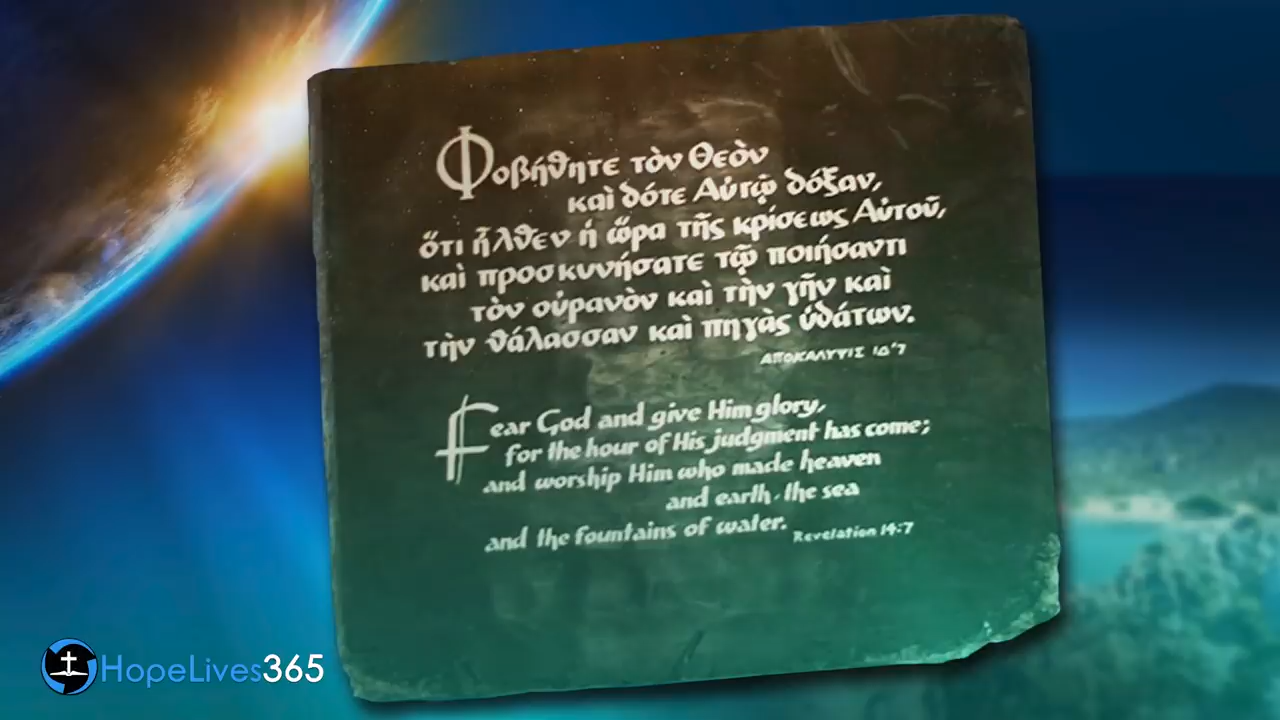 Φοβήθητε τὸν Θεὸν
καὶ δότε Αὐτῷ δόξαν,
ὅτι ἦλθεν ἡ ὥρα τῆς κρίσεως Αὐτοῦ,
καὶ προσκυνήσατε τῷ ποιήσαντι
τὸν οὐρανὸν καὶ τὴν γῆν καὶ
τὴν θάλασσαν καὶ πηγὰς ὑδάτων.
ΑΠΟΚΑΛΥΨΙΣ ΙΔ'7
Fear God and give Him glory,
for the hour of His judgment has come;
and worship Him who made heaven
and earth, the sea
and the fountains of water.
Revelation 14:7
HopeLives365